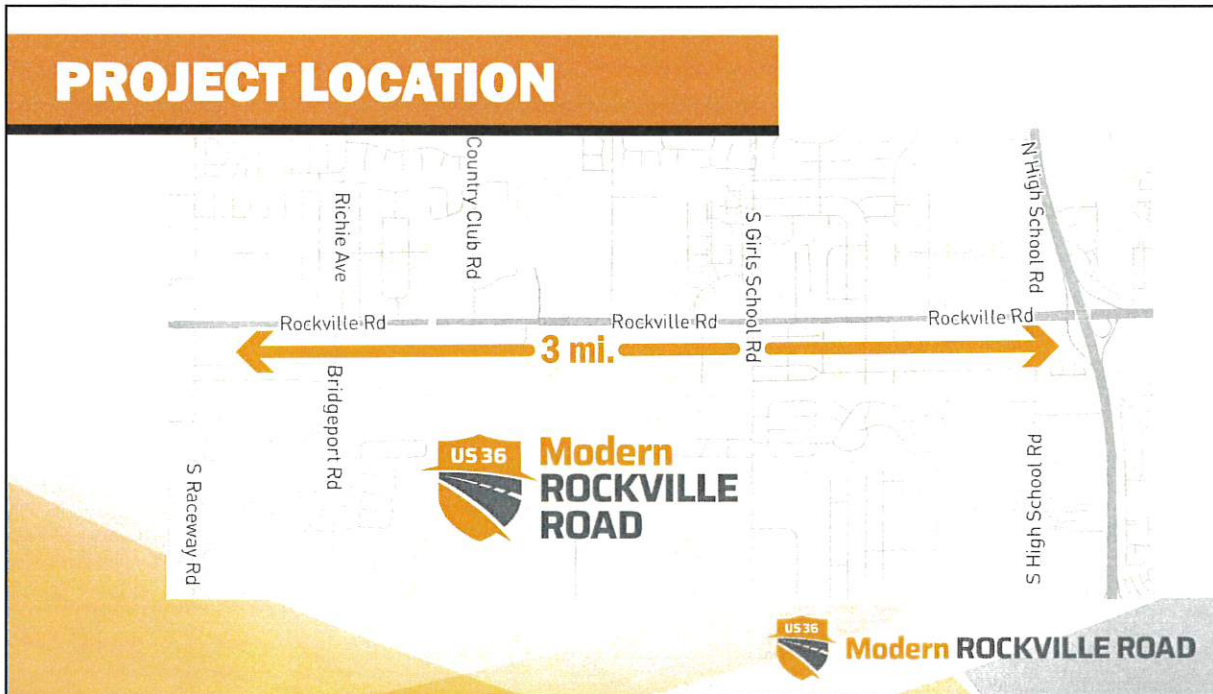 PROJECT LOCATION
Richie Ave
Country Club Rd
S Girls School Rd
N High School Rd
Rockville Rd
Rockville Rd
Rockville Rd
3 mi.
Bridgeport Rd
S Raceway Rd
S High School Rd
US 36
Modern
ROCKVILLE
ROAD
US 36
Modern ROCKVILLE ROAD